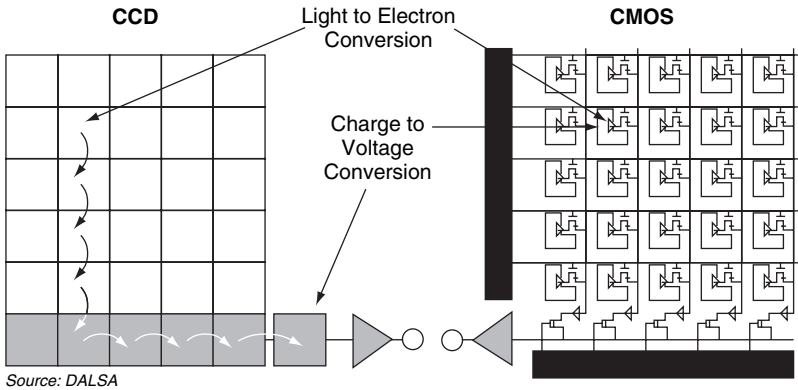 CCD
Light to Electron
Conversion
CMOS
Charge to
Voltage
Conversion
Source: DALSA